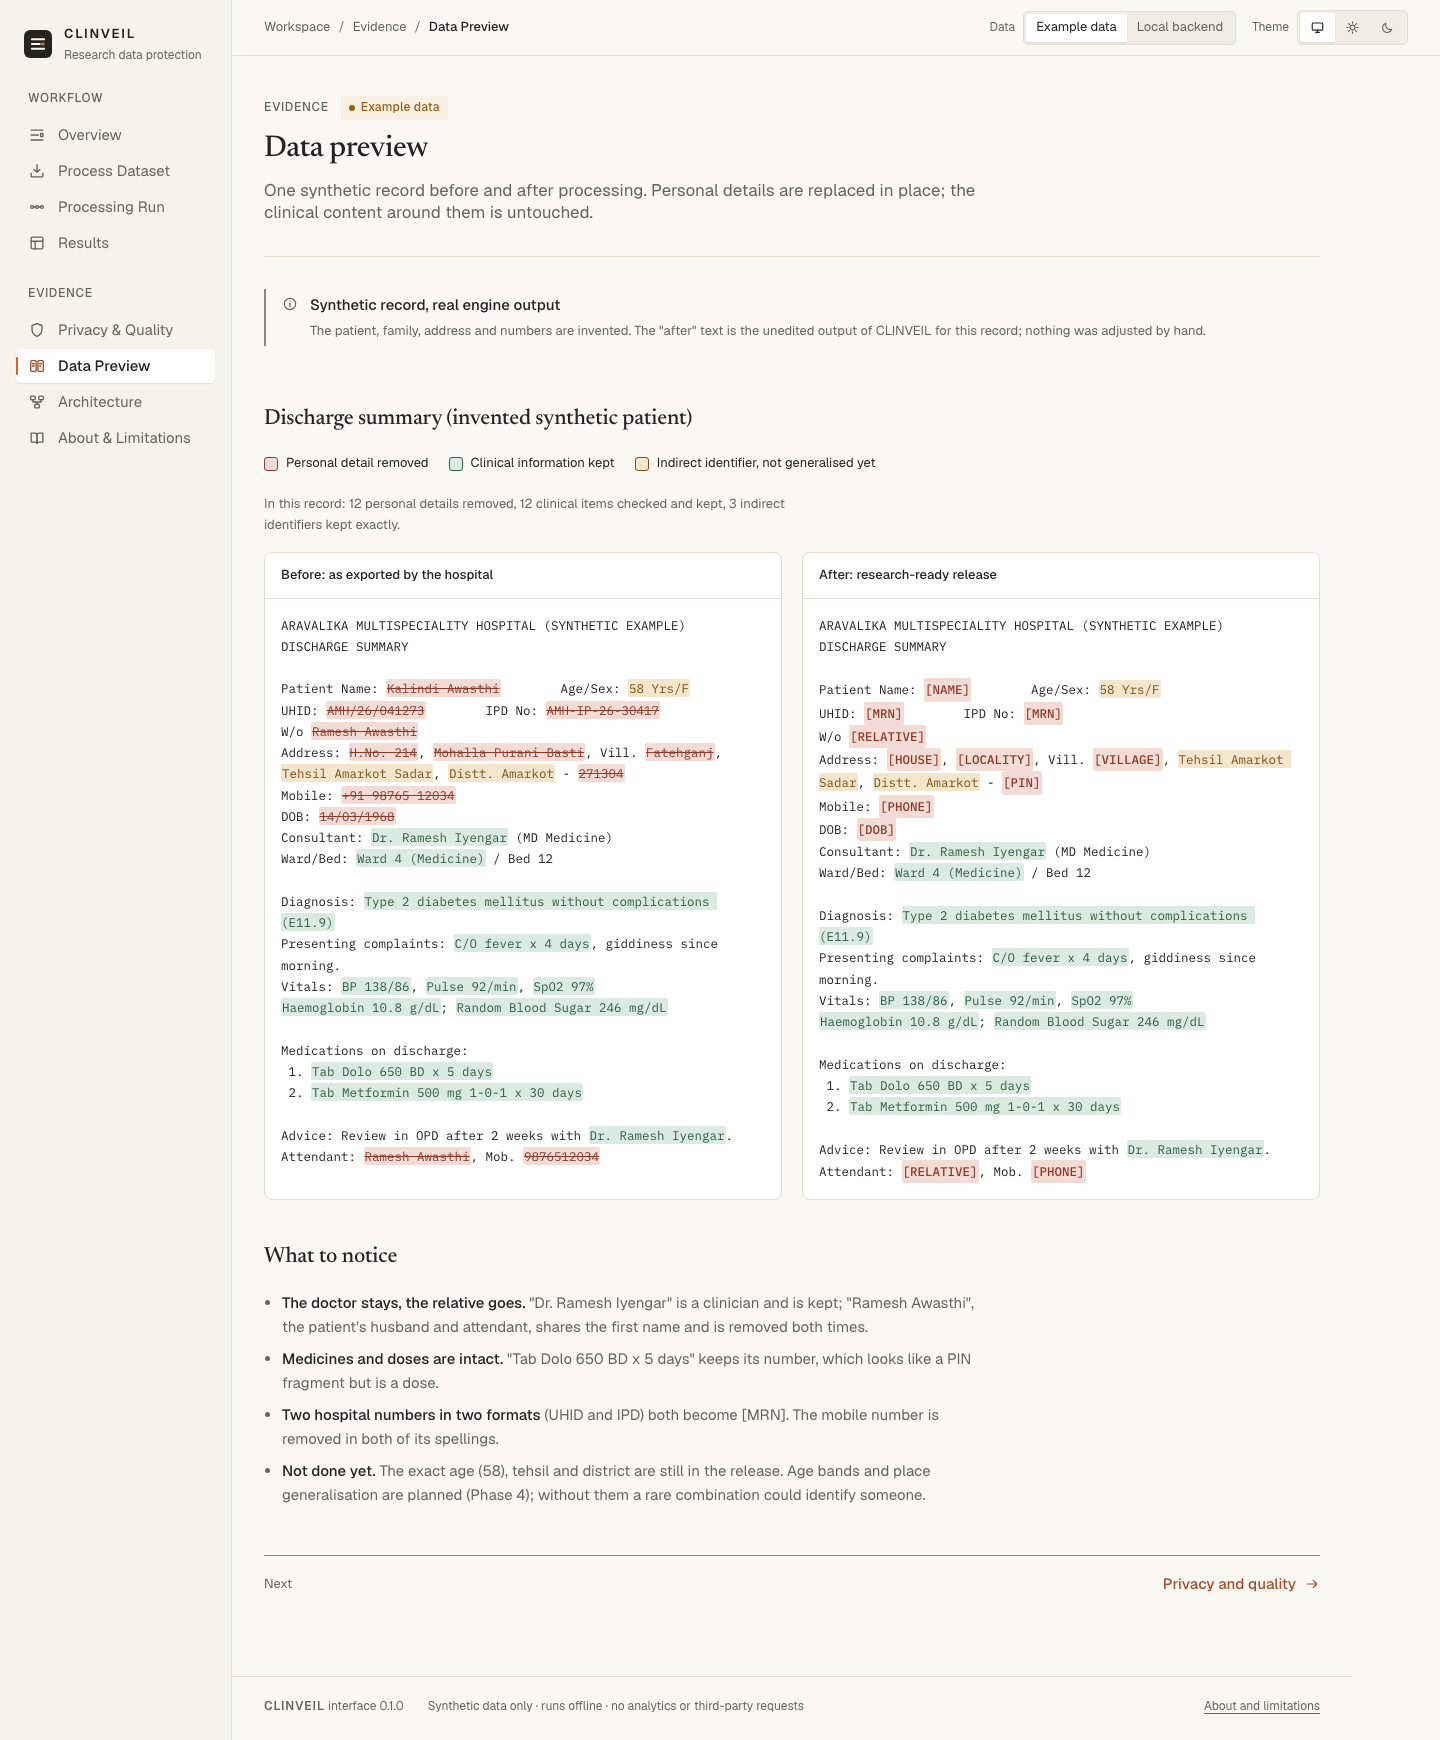 CLINVEIL
Research data protection
WORKFLOW
Overview
Process Dataset
Processing Run
Results
EVIDENCE
Privacy & Quality
Data Preview
Architecture
About & Limitations
Workspace / Evidence / Data Preview
Data Example data Local backend Theme
EVIDENCE Example data
Data preview
One synthetic record before and after processing. Personal details are replaced in place; the
clinical content around them is untouched.
Synthetic record, real engine output
The patient, family, address and numbers are invented. The "after" text is the unedited output of CLINVEIL for this record; nothing was adjusted by hand.
Discharge summary (invented synthetic patient)
Personal detail removed Clinical information kept Indirect identifier, not generalised yet
In this record: 12 personal details removed, 12 clinical items checked and kept, 3 indirect
identifiers kept exactly.
Before: as exported by the hospital
ARAVALIKA MULTISPECIALITY HOSPITAL (SYNTHETIC EXAMPLE)
DISCHARGE SUMMARY
Patient Name: Kalindi Awasthi Age/Sex: 58 Yrs/F
UHID: AMH/26/041273 IPD No: AMH-IP-26-30417
W/o Ramesh Awasthi
Address: H.No. 214, Mohalla Purani Basti, Vill. Fatehganj,
Tehsil Amarkot Sadar, Distt. Amarkot - 271304
Mobile: +91 98765 12034
DOB: 14/03/1968
Consultant: Dr. Ramesh Iyengar (MD Medicine)
Ward/Bed: Ward 4 (Medicine) / Bed 12
Diagnosis: Type 2 diabetes mellitus without complications
(E11.9)
Presenting complaints: C/O fever x 4 days, giddiness since
morning.
Vitals: BP 138/86, Pulse 92/min, SpO2 97%
Haemoglobin 10.8 g/dL; Random Blood Sugar 246 mg/dL
Medications on discharge:
1. Tab Dolo 650 BD x 5 days
2. Tab Metformin 500 mg 1-0-1 x 30 days
Advice: Review in OPD after 2 weeks with Dr. Ramesh Iyengar.
Attendant: Ramesh Awasthi, Mob. 9876512034
After: research-ready release
ARAVALIKA MULTISPECIALITY HOSPITAL (SYNTHETIC EXAMPLE)
DISCHARGE SUMMARY
Patient Name: [NAME] Age/Sex: 58 Yrs/F
UHID: [MRN] IPD No: [MRN]
W/o [RELATIVE]
Address: [HOUSE], [LOCALITY], Vill. [VILLAGE], Tehsil Amarkot
Sadar, Distt. Amarkot - [PIN]
Mobile: [PHONE]
DOB: [DOB]
Consultant: Dr. Ramesh Iyengar (MD Medicine)
Ward/Bed: Ward 4 (Medicine) / Bed 12
Diagnosis: Type 2 diabetes mellitus without complications
(E11.9)
Presenting complaints: C/O fever x 4 days, giddiness since
morning.
Vitals: BP 138/86, Pulse 92/min, SpO2 97%
Haemoglobin 10.8 g/dL; Random Blood Sugar 246 mg/dL
Medications on discharge:
1. Tab Dolo 650 BD x 5 days
2. Tab Metformin 500 mg 1-0-1 x 30 days
Advice: Review in OPD after 2 weeks with Dr. Ramesh Iyengar.
Attendant: [RELATIVE], Mob. [PHONE]
What to notice
• The doctor stays, the relative goes. "Dr. Ramesh Iyengar" is a clinician and is kept; "Ramesh Awasthi",
the patient's husband and attendant, shares the first name and is removed both times.
• Medicines and doses are intact. "Tab Dolo 650 BD x 5 days" keeps its number, which looks like a PIN
fragment but is a dose.
• Two hospital numbers in two formats (UHID and IPD) both become [MRN]. The mobile number is
removed in both of its spellings.
• Not done yet. The exact age (58), tehsil and district are still in the release. Age bands and place
generalisation are planned (Phase 4); without them a rare combination could identify someone.
Next Privacy and quality →
CLINVEIL interface 0.1.0 Synthetic data only · runs offline · no analytics or third-party requests About and limitations